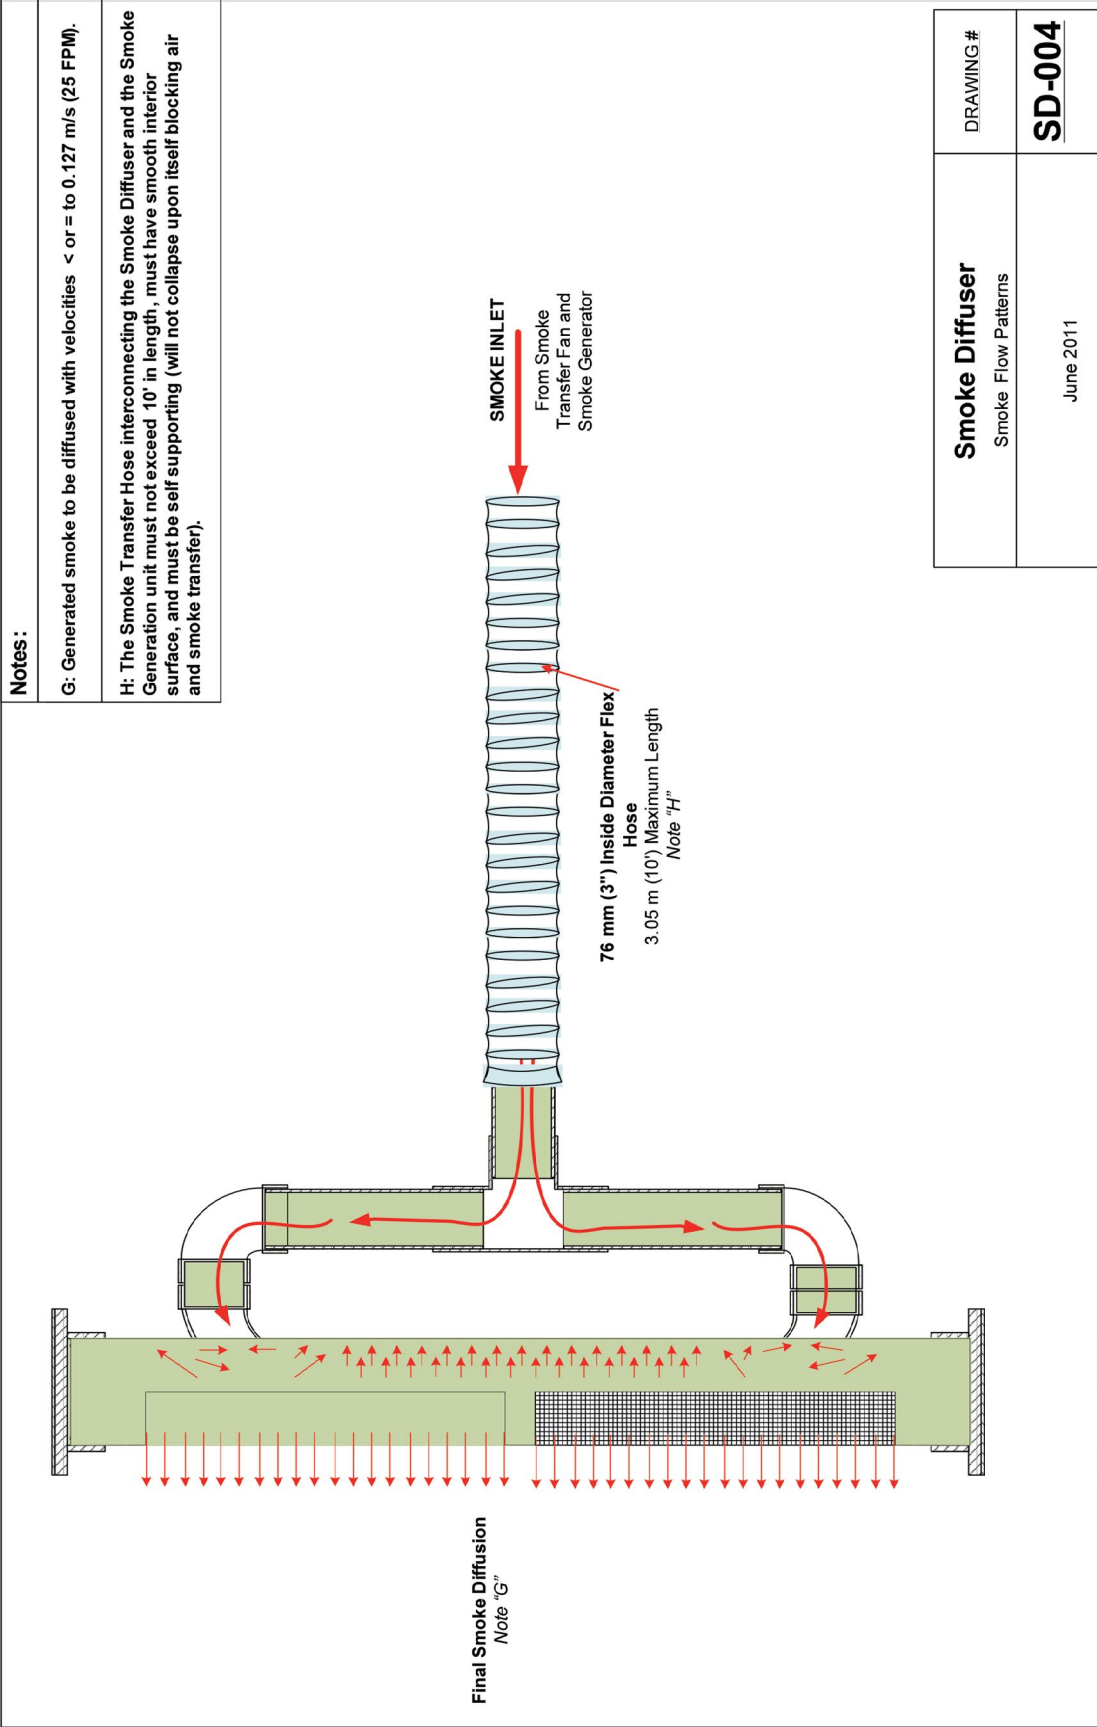 Notes:
G: Generated smoke to be diffused with velocities < or = to 0.127 m/s (25 FPM).
H: The Smoke Transfer Hose interconnecting the Smoke Diffuser and the Smoke
Generation unit must not exceed 10' in length, must have smooth interior
surface, and must be self supporting (will not collapse upon itself blocking air
and smoke transfer).
SMOKE INLET
From Smoke
Transfer Fan and
Smoke Generator
76 mm (3") Inside Diameter Flex
Hose
3.05 m (10') Maximum Length
Note "H"
Final Smoke Diffusion
Note "G"
Smoke Diffuser
Smoke Flow Patterns
June 2011
DRAWING #
SD-004